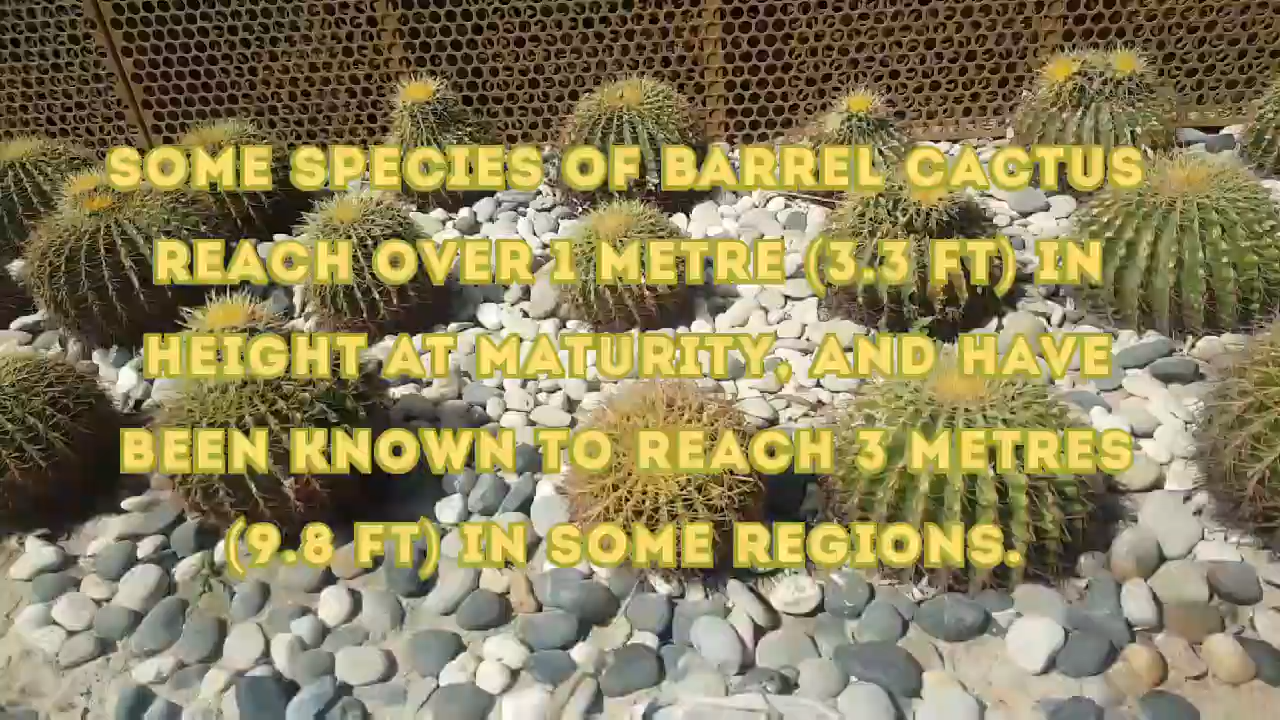 SOME SPECIES OF BARREL CACTUS
REACH OVER 1 METRE (3.3 FT) IN
HEIGHT AT MATURITY, AND HAVE
BEEN KNOWN TO REACH 3 METRES
(9.8 FT) IN SOME REGIONS.